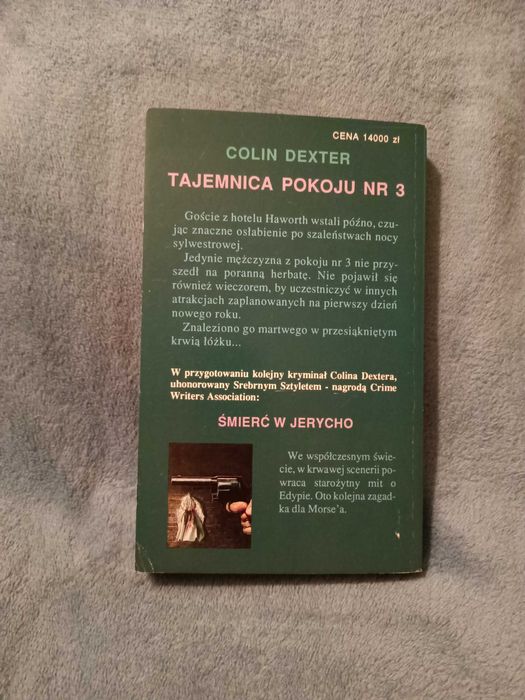 CENA 14000 zł
COLIN DEXTER
TAJEMNICA POKOJU NR 3
Goście z hotelu Haworth wstali późno, czu-
jąc znaczne osłabienie po szaleństwach nocy
sylwestrowej.
Jedynie mężczyzna z pokoju nr 3 nie przy-
szedł na poranną herbatę. Nie pojawił się
również wieczorem, by uczestniczyć w innych
atrakcjach zaplanowanych na pierwszy dzień
nowego roku.
Znaleziono go martwego w przesiąkniętym
krwią łóżku...
W przygotowaniu kolejny kryminał Colina Dextera,
uhonorowany Srebrnym Sztyletem - nagrodą Crime
Writers Association:
ŚMIERĆ W JERYCHO
We współczesnym świe-
cie, w krwawej scenerii po-
wraca starożytny mit o
Edypie. Oto kolejna zagad-
ka dla Morse'a.